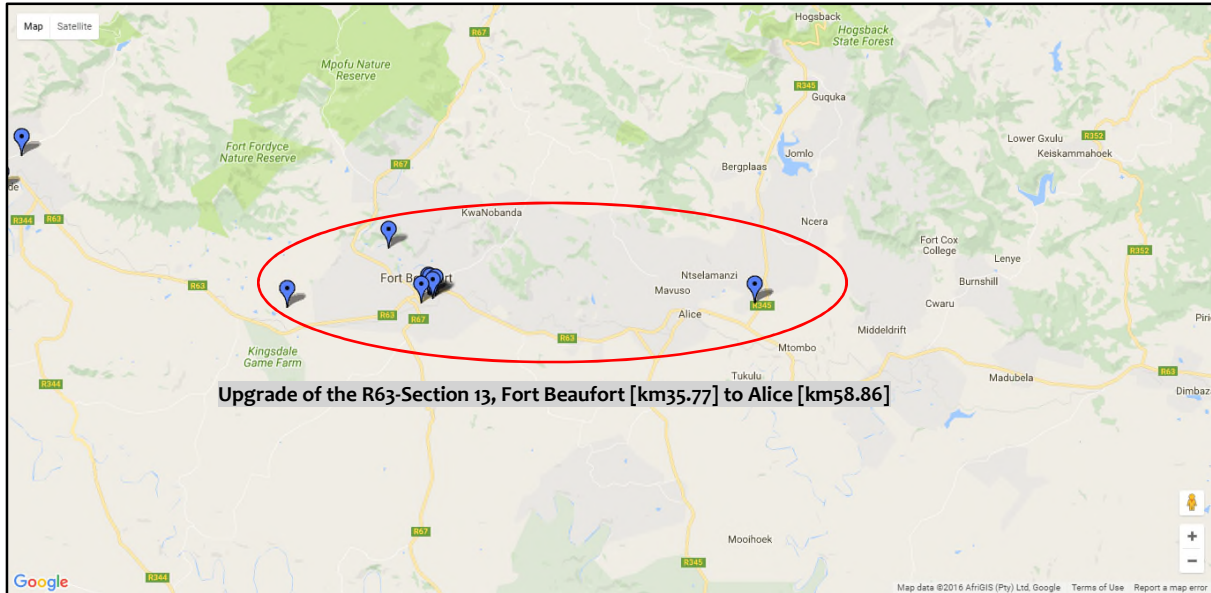 Map Satellite
Hogsback
Hogsback
State Forest
R67
Mpofu Nature
Reserve
R345
Guquka
Lower Gxulu
R352
Keiskammahoek
Fort Fordyce
Nature Reserve
Jomlo
R67
Bergplaas
de
KwaNobanda
R344 R63
Ncera
Fort Cox
College
R352
Lenye
Ntselamanzi
Fort Beaufort
Burnshill
R63
Mavuso
Cwaru
R345
R63
R67
Alice
Pirie
Middeldrift
R63
Mtombo
Kingsdale
Game Farm
Tukulu
Madubela
R344
Dimbaz
Upgrade of the R63-Section 13, Fort Beaufort [km35.77] to Alice [km58.86]
R67
Mooihoek
+
−
R345
R344
Google
Map data ©2016 AfriGIS (Pty) Ltd, Google Terms of Use Report a map error